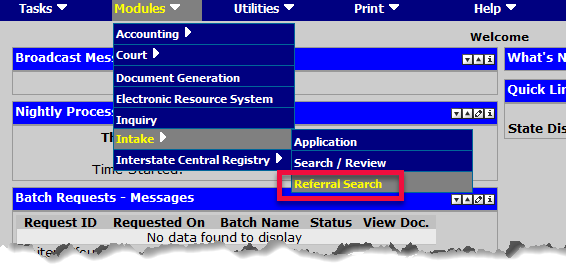 Tasks Modules Utilities Print Help
Welcome
Accounting
Court
Document Generation
Electronic Resource System
Inquiry
Intake
Interstate Central Registry
Application
Search / Review
Referral Search
Broadcast Mes
What's N
Nightly Proces
Quick Lin
Th
State Dis
Time Started:
Batch Requests - Messages
Request ID Requested On Batch Name Status View Doc.
No data found to display